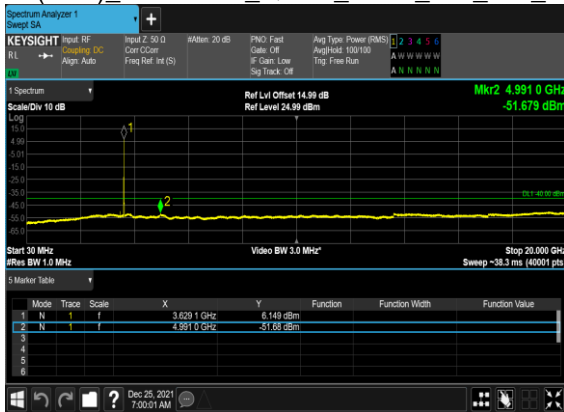 Spectrum Analyzer 1
Swept SA
+
KEYSIGHT Input: RF Input Z: 50 Ω #Atten: 20 dB PNO: Fast Avg Type: Power (RMS) 1 2 3 4 5 6
RL Coupling: DC Corr CCorr Gate: Off Avg|Hold: 100/100 A W W W W W
Align: Auto Freq Ref: Int (S) IF Gain: Low Trig: Free Run
Sig Track: Off A N N N N N
1 Spectrum Ref Lvl Offset 14.99 dB Mkr2 4.991 0 GHz
Scale/Div 10 dB Ref Level 24.99 dBm -51.679 dBm
Log
15.0
4.99
-5.01
-15.0
-25.0
-35.0
-45.0
-55.0
-65.0
1
2
Start 30 MHz Video BW 3.0 MHz* Stop 20.000 GHz
#Res BW 1.0 MHz Sweep ~38.3 ms (40001 pts
5 Marker Table
Mode Trace Scale X Y Function Function Width Function Value
1 N 1 f 3.629 1 GHz 6.149 dBm
2 N 1 f 4.991 0 GHz -51.68 dBm
3
4
5
6
? Dec 25, 2021
7:00:01 AM